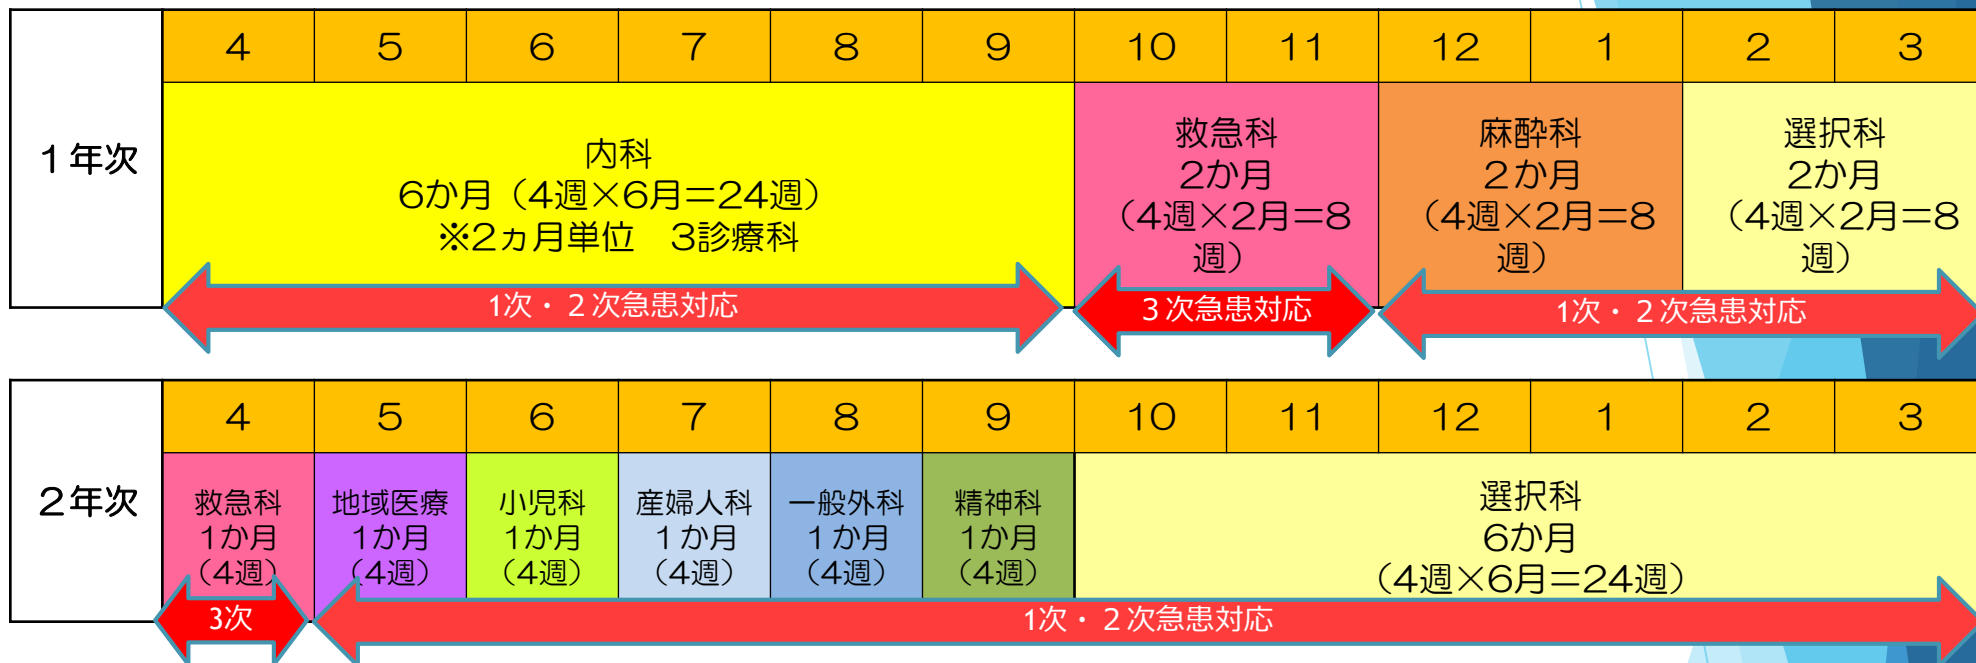 4 5 6 7 8 9 10 11 12 1 2 3
1年次
内科
6か月（4週×6月＝24週）
※2ヵ月単位　3診療科
救急科
2か月
（4週×2月＝8
週）
麻酔科
2か月
（4週×2月＝8
週）
選択科
2か月
（4週×2月＝8
週）
1次・２次急患対応
３次急患対応
1次・２次急患対応
4 5 6 7 8 9 10 11 12 1 2 3
2年次
救急科
1か月
（4週）
地域医療
1か月
（4週）
小児科
1か月
（4週）
産婦人科
1か月
（4週）
一般外科
1か月
（4週）
精神科
1か月
（4週）
選択科
6か月
（4週×6月＝24週）
3次
1次・２次急患対応